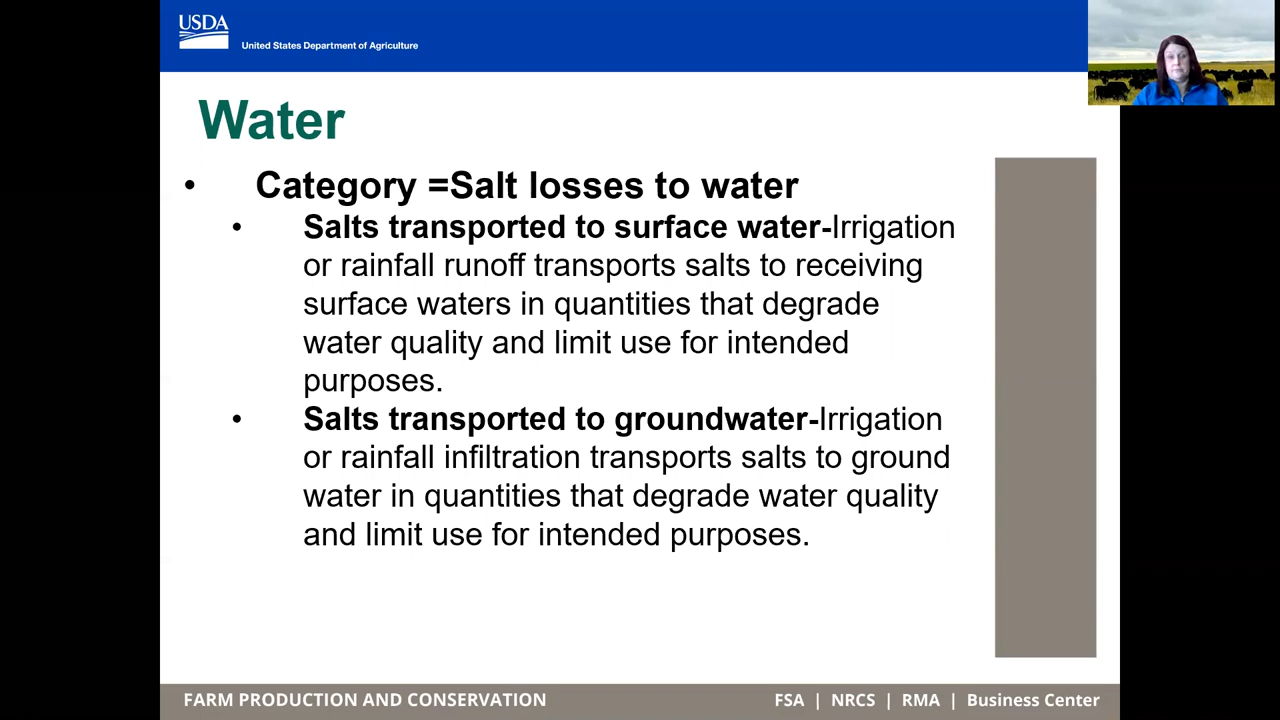 USDA
United States Department of Agriculture
Water
• Category =Salt losses to water
• Salts transported to surface water-Irrigation
or rainfall runoff transports salts to receiving
surface waters in quantities that degrade
water quality and limit use for intended
purposes.
• Salts transported to groundwater-Irrigation
or rainfall infiltration transports salts to ground
water in quantities that degrade water quality
and limit use for intended purposes.
FARM PRODUCTION AND CONSERVATION
FSA | NRCS | RMA | Business Center